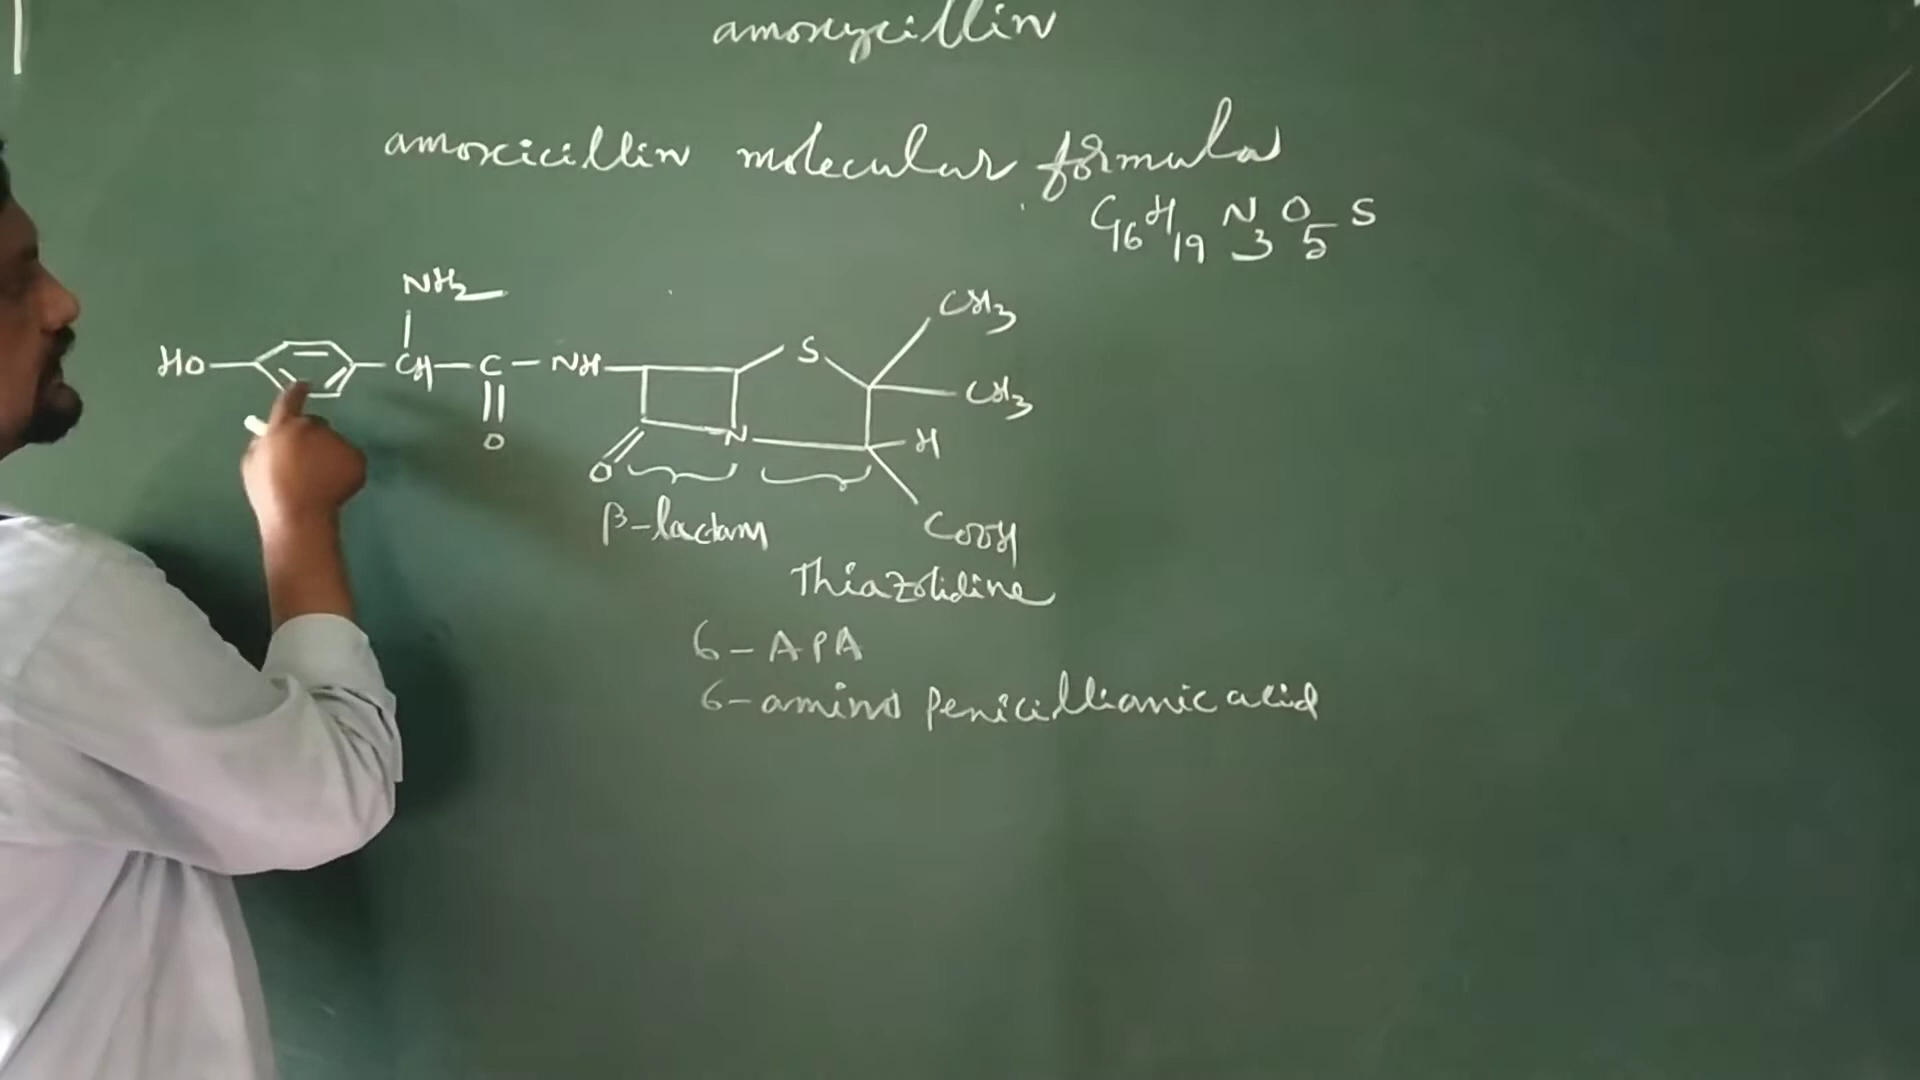 amoxycillin
amoxicillin molecular formula
C16H19N3O5S
NH2
HO CH C NH S CH3
O
CH3
N H
O
β-lactam COOH
Thiazolidine
6-APA
6-amino penicillianic acid